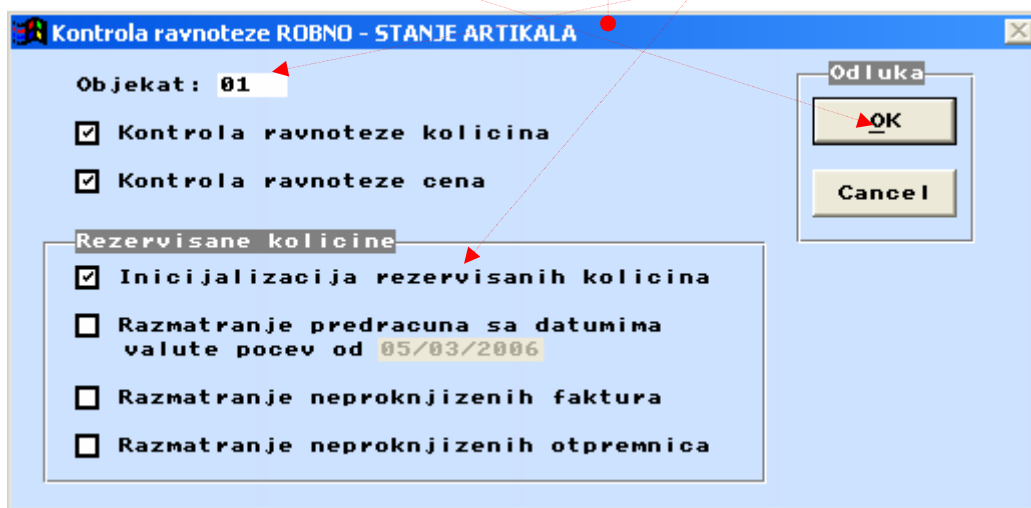 Kontrola ravnoteze ROBNO - STANJE ARTIKALA
Objekat: 01
Kontrola ravnoteze kolicina
Kontrola ravnoteze cena
Odluka
OK
Cancel
Rezervisane kolicine
Inicijalizacija rezervisanih kolicina
Razmatranje predracuna sa datumima
valute pocev od 05/03/2006
Razmatranje neproknjizenih faktura
Razmatranje neproknjizenih otpremnica